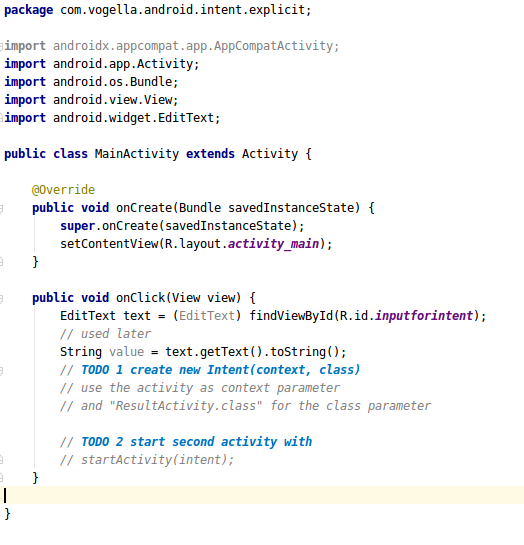 package com.vogella.android.intent.explicit;
import androidx.appcompat.app.AppCompatActivity;
import android.app.Activity;
import android.os.Bundle;
import android.view.View;
import android.widget.EditText;
public class MainActivity extends Activity {
@Override
public void onCreate(Bundle savedInstanceState) {
super.onCreate(savedInstanceState);
setContentView(R.layout.activity_main);
}
public void onClick(View view) {
EditText text = (EditText) findViewById(R.id.inputforintent);
// used later
String value = text.getText().toString();
// TODO 1 create new Intent(context, class)
// use the activity as context parameter
// and "ResultActivity.class" for the class parameter
// TODO 2 start second activity with
// startActivity(intent);
}
}